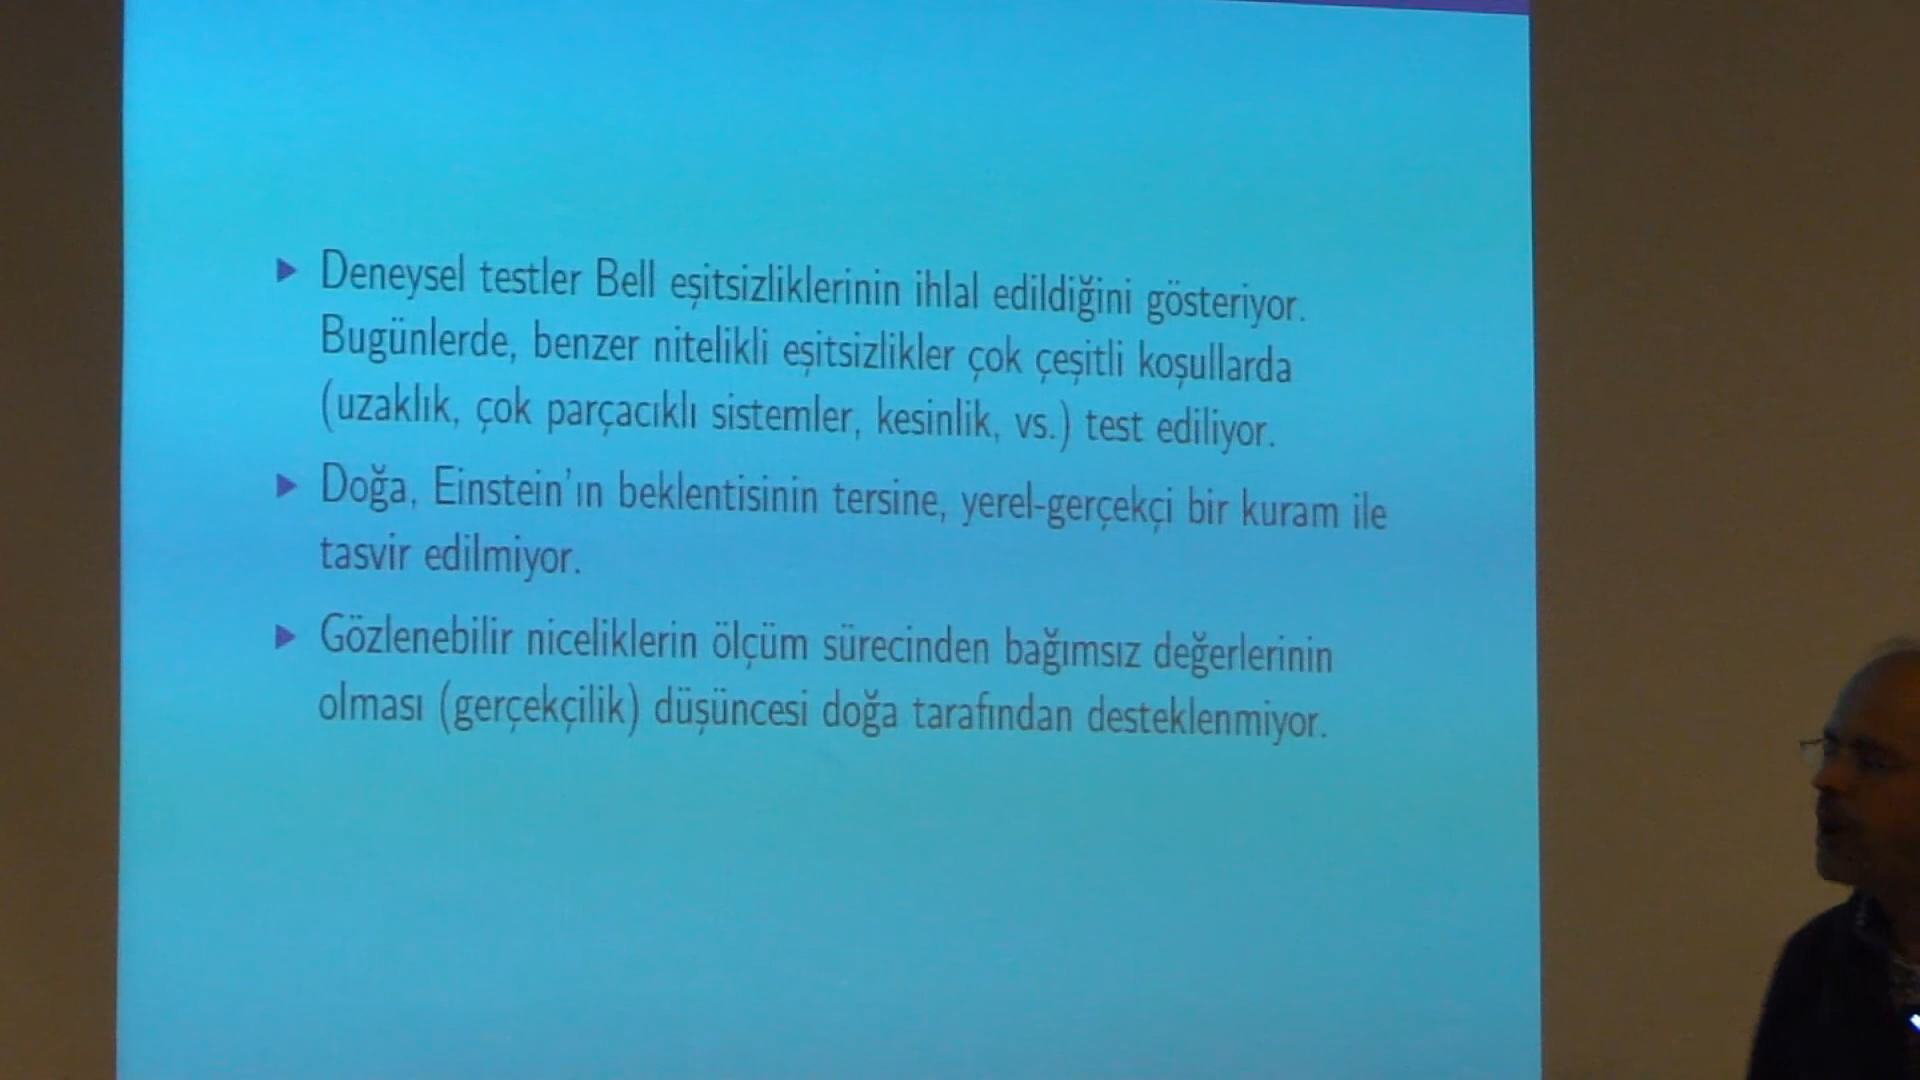 Deneysel testler Bell eşitsizliklerinin ihlal edildiğini gösteriyor.
Bugünlerde, benzer nitelikli eşitsizlikler çok çeşitli koşullarda
(uzaklık, çok parçacıklı sistemler, kesinlik, vs.) test ediliyor.
Doğa, Einstein'ın beklentisinin tersine, yerel-gerçekçi bir kuram ile
tasvir edilmiyor.
Gözlenebilir niceliklerin ölçüm sürecinden bağımsız değerlerinin
olması (gerçekçilik) düşüncesi doğa tarafından desteklenmiyor.